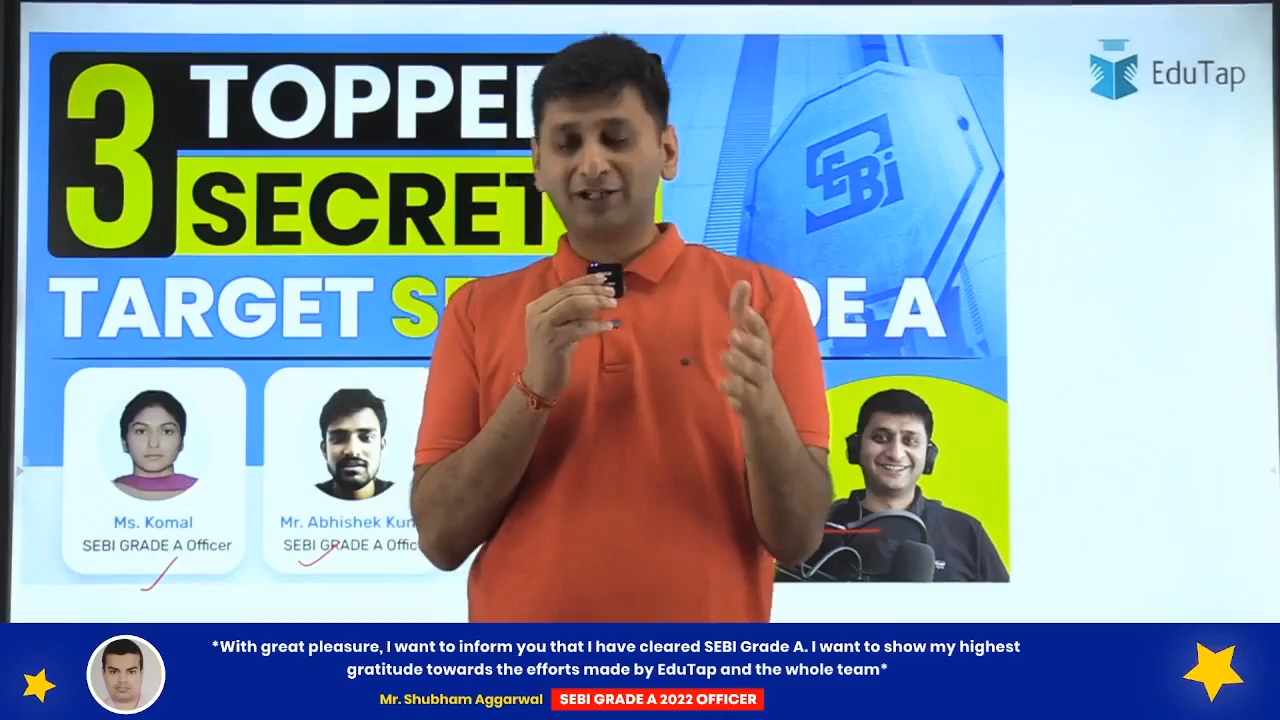 3
TOPPE
SECRET
EduTap
SEBI
TARGET S DE A
Ms. Komal
SEBI GRADE A Officer
Mr. Abhishek Kum
SEBI GRADE A Offic
*With great pleasure, I want to inform you that I have cleared SEBI Grade A. I want to show my highest
gratitude towards the efforts made by EduTap and the whole team*
Mr. Shubham Aggarwal SEBI GRADE A 2022 OFFICER